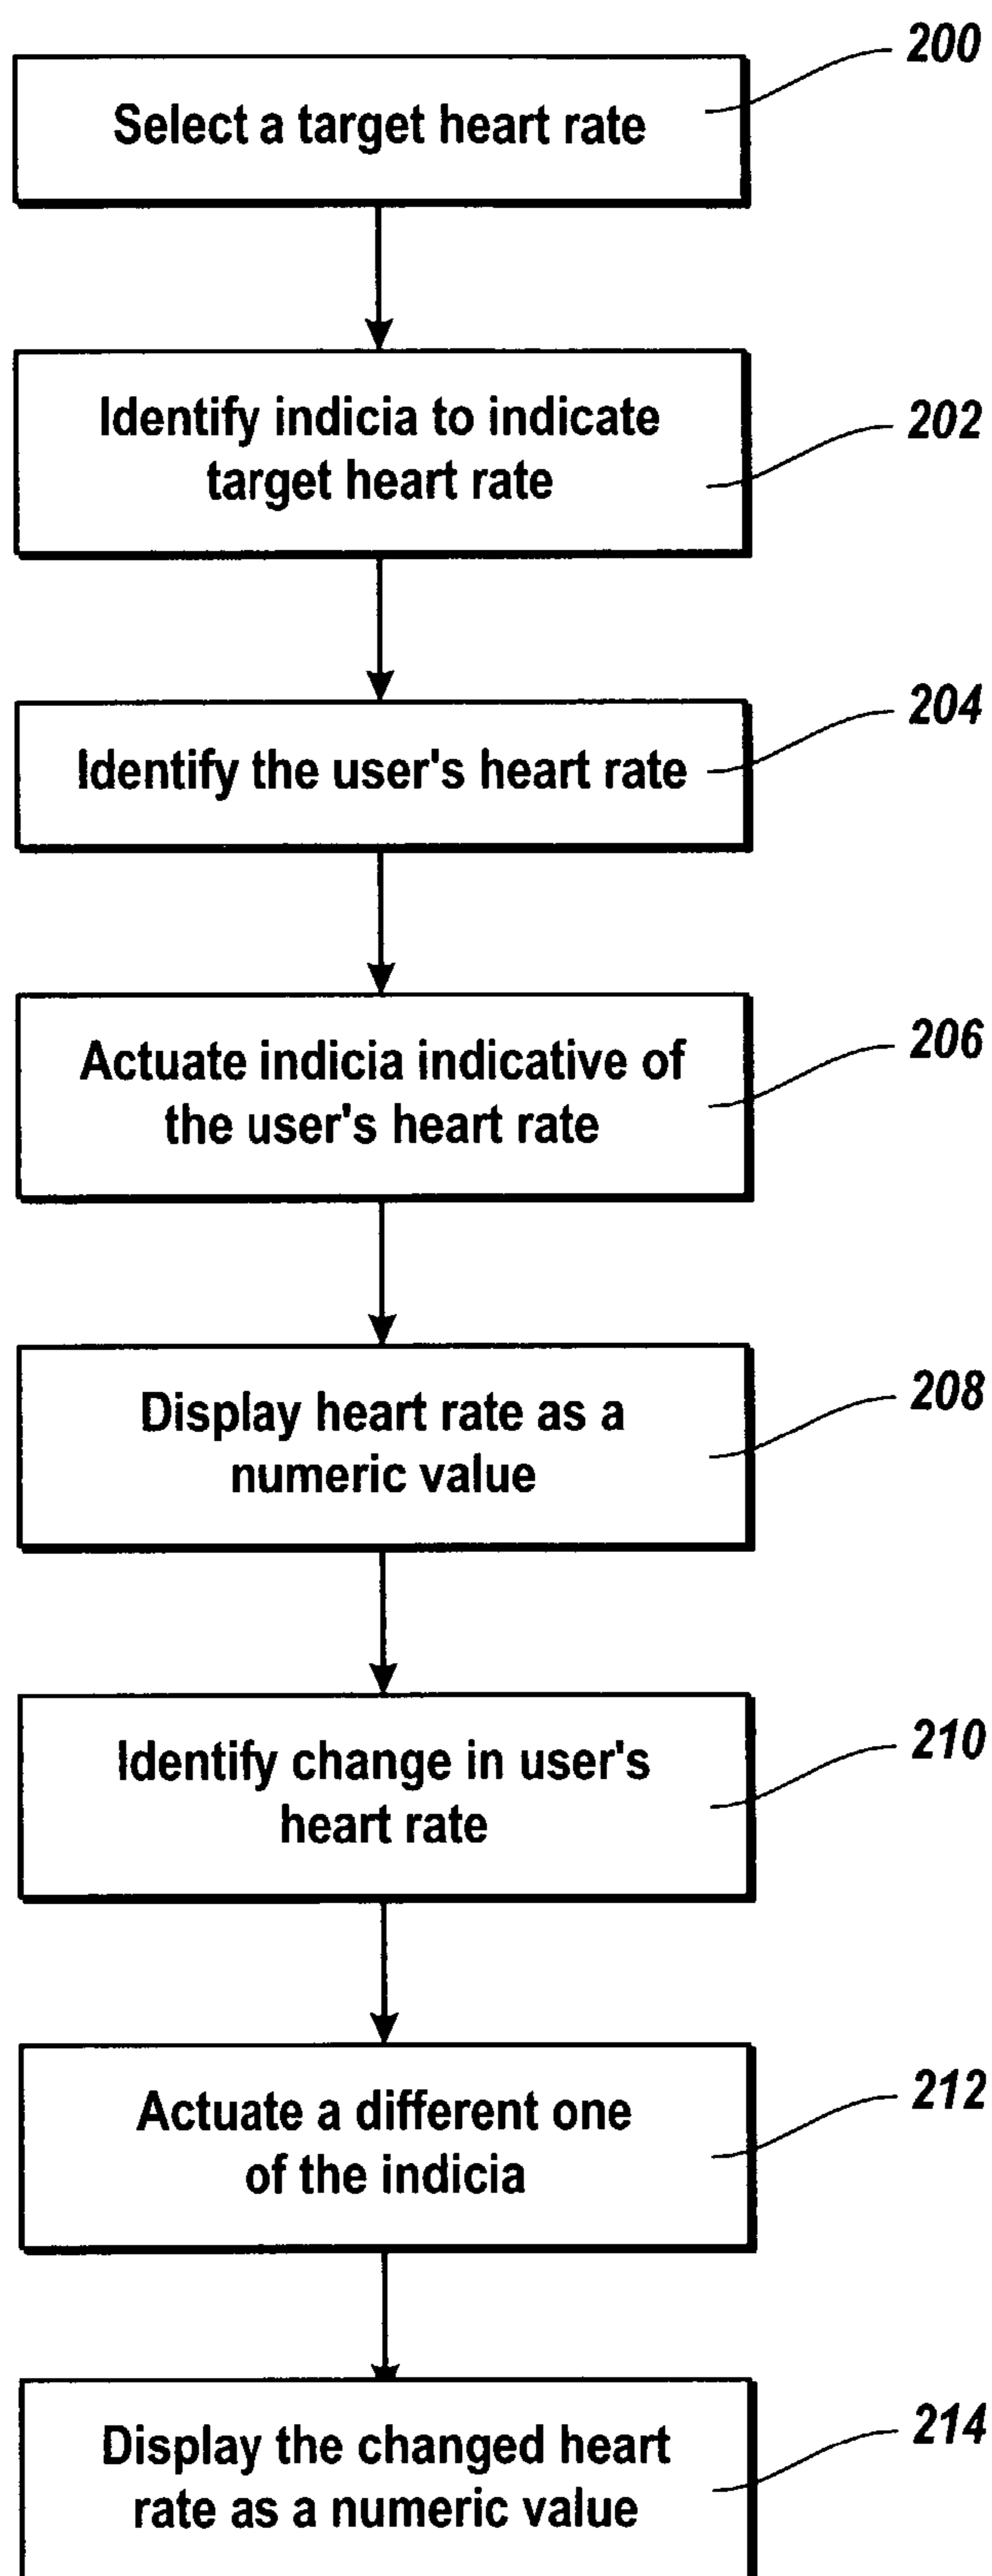 200
Select a target heart rate
202
Identify indicia to indicate
target heart rate
204
Identify the user's heart rate
206
Actuate indicia indicative of
the user's heart rate
208
Display heart rate as a
numeric value
210
Identify change in user's
heart rate
212
Actuate a different one
of the indicia
214
Display the changed heart
rate as a numeric value